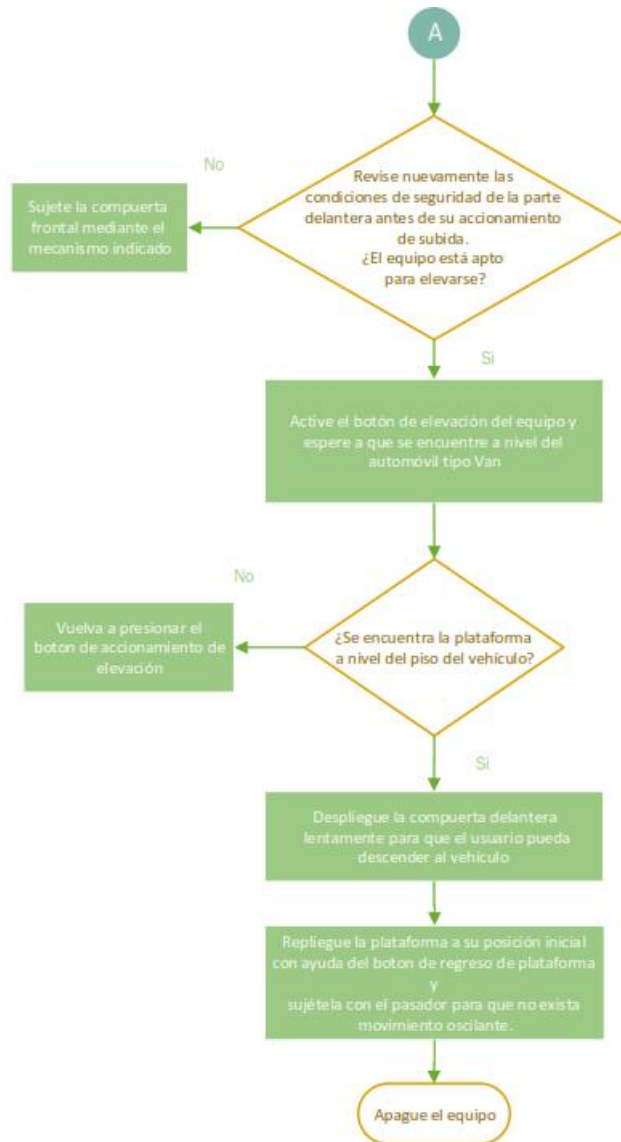 A
Revise nuevamente las
condiciones de seguridad de la parte
delantera antes de su accionamiento
de subida.
¿El equipo está apto
para elevarse?
No
Sujete la compuerta
frontal mediante el
mecanismo indicado
Si
Active el botón de elevación del equipo y
espere a que se encuentre a nivel del
automóvil tipo Van
¿Se encuentra la plataforma
a nivel del piso del vehículo?
No
Vuelva a presionar el
boton de accionamiento de
elevación
Si
Despliegue la compuerta delantera
lentamente para que el usuario pueda
descender al vehículo
Repliegue la plataforma a su posición inicial
con ayuda del boton de regreso de plataforma
y
sujétela con el pasador para que no exista
movimiento oscilante.
Apague el equipo